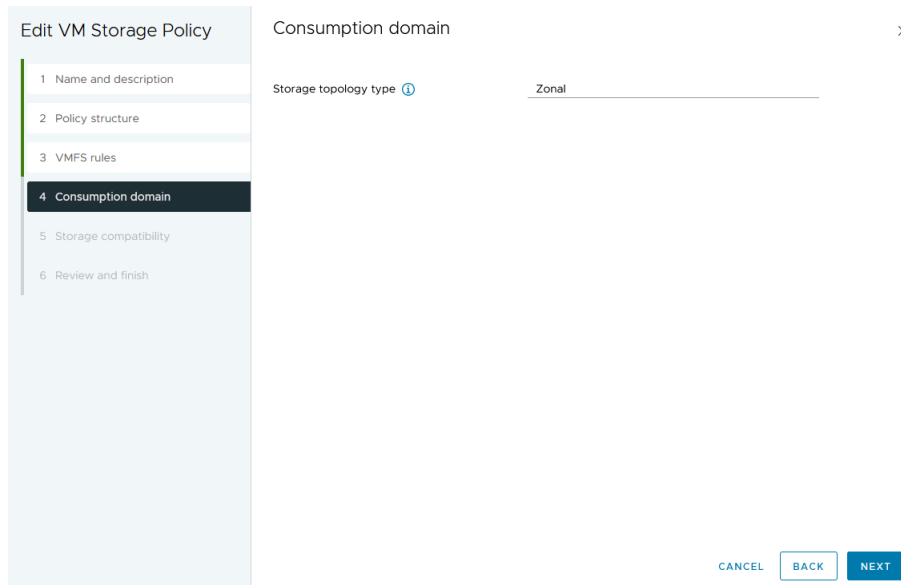 Edit VM Storage Policy
1 Name and description
2 Policy structure
3 VMFS rules
4 Consumption domain
5 Storage compatibility
6 Review and finish
Consumption domain
Storage topology type
Zonal
CANCEL BACK NEXT